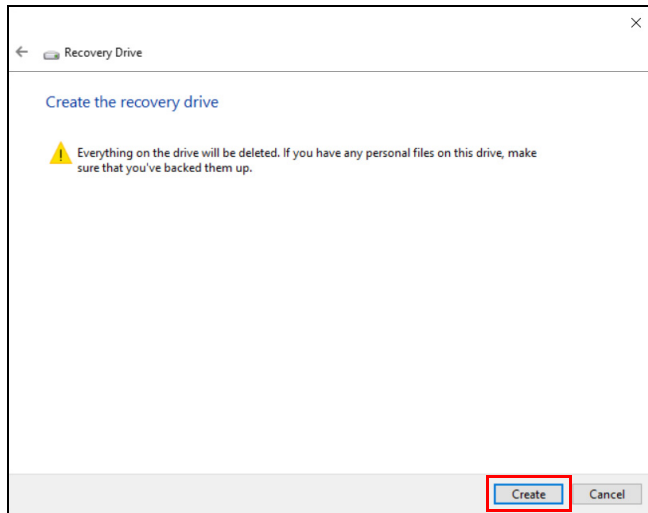 Recovery Drive
Create the recovery drive
Everything on the drive will be deleted. If you have any personal files on this drive, make
sure that you've backed them up.
Create Cancel